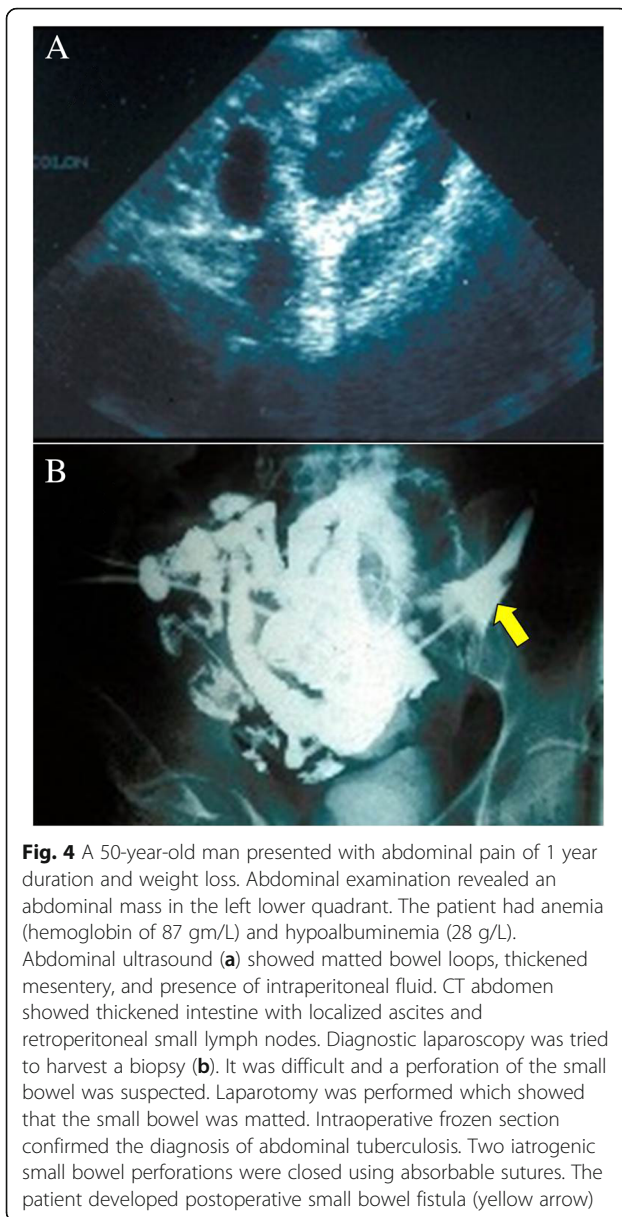 A
COLON
B
Fig. 4 A 50-year-old man presented with abdominal pain of 1 year
duration and weight loss. Abdominal examination revealed an
abdominal mass in the left lower quadrant. The patient had anemia
(hemoglobin of 87 gm/L) and hypoalbuminemia (28 g/L).
Abdominal ultrasound (a) showed matted bowel loops, thickened
mesentery, and presence of intraperitoneal fluid. CT abdomen
showed thickened intestine with localized ascites and
retroperitoneal small lymph nodes. Diagnostic laparoscopy was tried
to harvest a biopsy (b). It was difficult and a perforation of the small
bowel was suspected. Laparotomy was performed which showed
that the small bowel was matted. Intraoperative frozen section
confirmed the diagnosis of abdominal tuberculosis. Two iatrogenic
small bowel perforations were closed using absorbable sutures. The
patient developed postoperative small bowel fistula (yellow arrow)